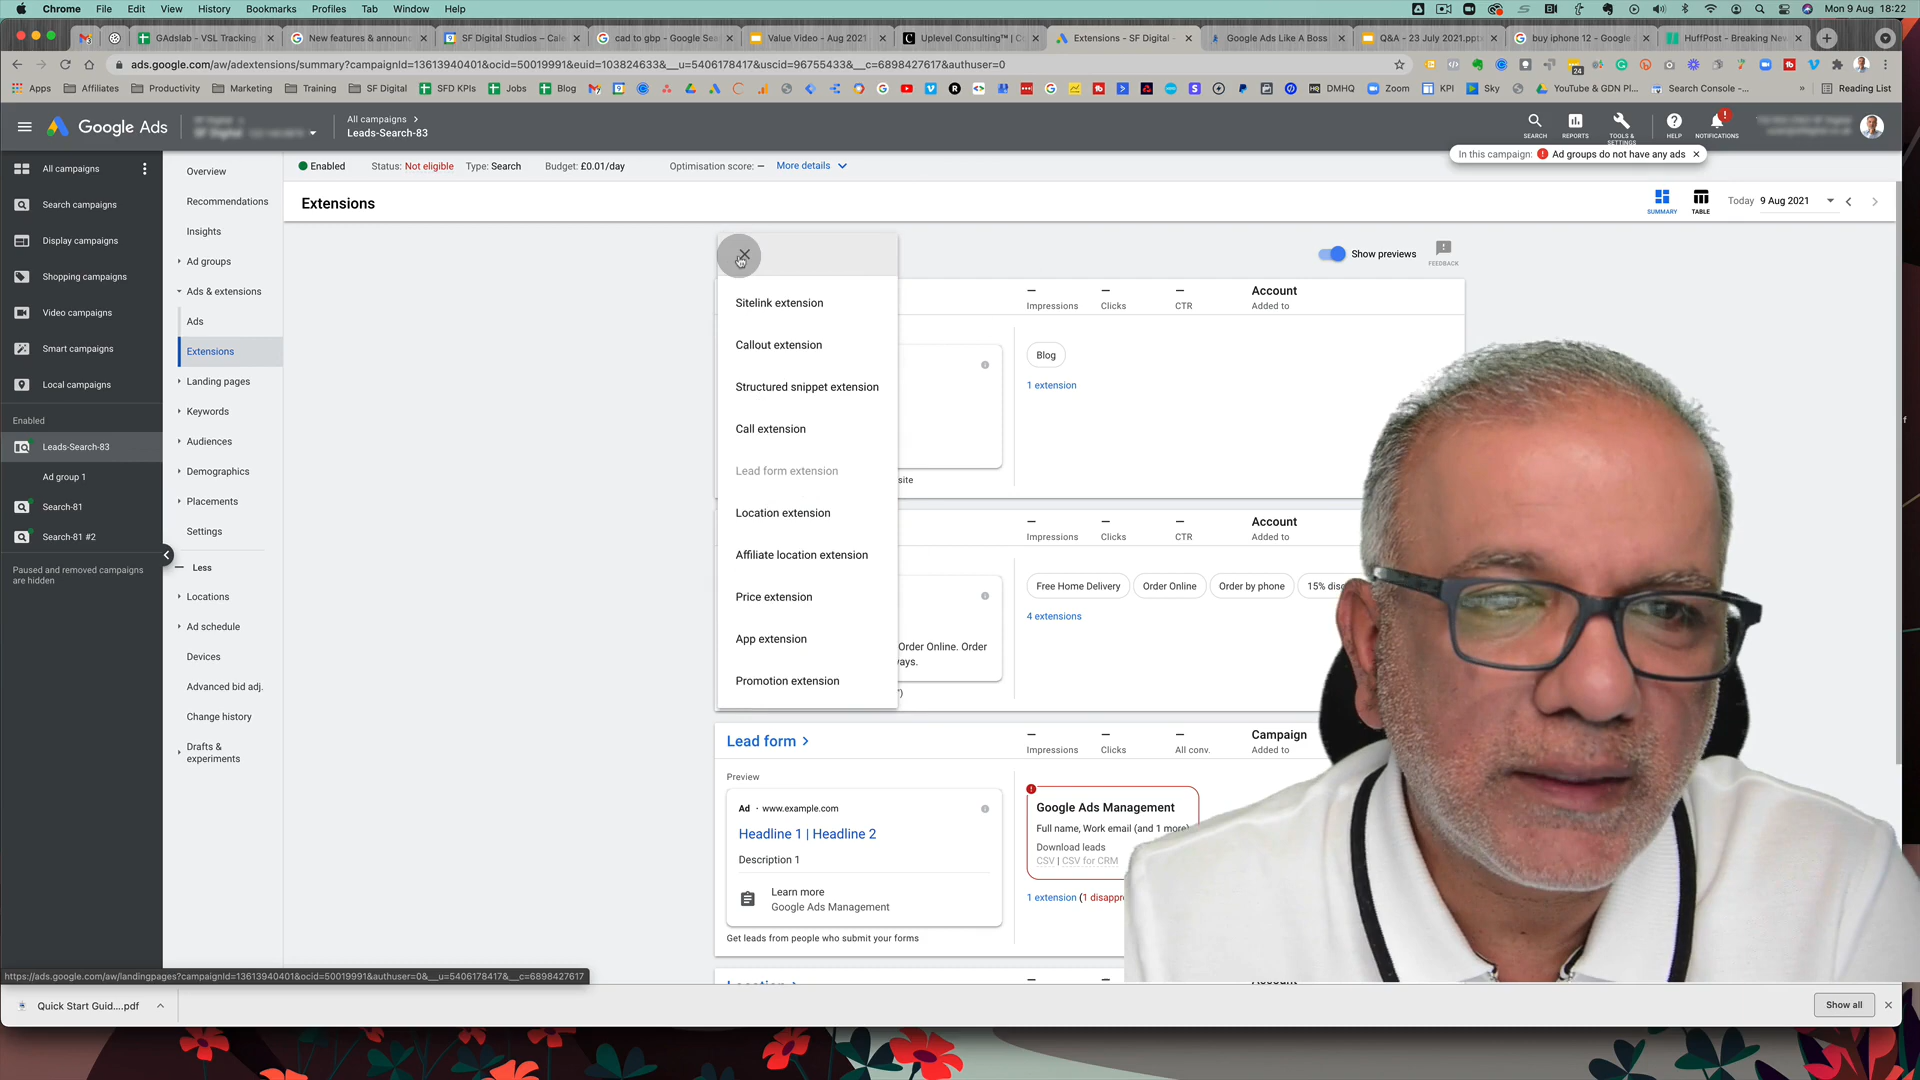 Chrome File Edit View History Bookmarks Profiles Tab Window Help Mon 9 Aug 18:22
GAdslab - VSL Tracking New features & announc SF Digital Studios – Cale cad to gbp - Google Sea Value Video - Aug 2021 Uplevel Consulting™ | C Extensions - SF Digital - Google Ads Like A Boss Q&A - 23 July 2021.pptx buy iphone 12 - Google HuffPost - Breaking New
ads.google.com/aw/adextensions/summary?campaignId=13613940401&ocid=50019991&euid=103824633&__u=5406178417&uscid=96755433&__c=6898427617&authuser=0
Apps Affiliates Productivity Marketing Training SF Digital SFD KPIs Jobs Blog DMHQ Zoom KPI Sky YouTube & GDN Pl... Search Console -... » Reading List
Google Ads
All campaigns >
Leads-Search-83
SEARCH REPORTS TOOLS & SETTINGS HELP NOTIFICATIONS
In this campaign: Ad groups do not have any ads
Enabled Status: Not eligible Type: Search Budget: £0.01/day Optimisation score: — More details
Extensions
SUMMARY TABLE Today 9 Aug 2021
All campaigns
Search campaigns
Display campaigns
Shopping campaigns
Video campaigns
Smart campaigns
Local campaigns
Enabled
Leads-Search-83
Ad group 1
Search-81
Search-81 #2
Paused and removed campaigns
are hidden
Overview
Recommendations
Insights
Ad groups
Ads & extensions
Ads
Extensions
Landing pages
Keywords
Audiences
Demographics
Placements
Settings
Less
Locations
Ad schedule
Devices
Advanced bid adj.
Change history
Drafts &
experiments
Show previews
FEEDBACK
Sitelink extension
Callout extension
Structured snippet extension
Call extension
Lead form extension
Location extension
Affiliate location extension
Price extension
App extension
Promotion extension
— — — Account
Impressions Clicks CTR Added to
Blog
1 extension
site
— — — Account
Impressions Clicks CTR Added to
Free Home Delivery Order Online Order by phone 15% disc
4 extensions
Order Online. Order
ways.
")
Lead form >
— — — Campaign
Impressions Clicks All conv. Added to
Preview
Ad · www.example.com
Headline 1 | Headline 2
Description 1
Learn more
Google Ads Management
Get leads from people who submit your forms
Google Ads Management
Full name, Work email (and 1 more)
Download leads
CSV | CSV for CRM
1 extension (1 disappr
Location >
— — — Account
https://ads.google.com/aw/landingpages?campaignId=13613940401&ocid=50019991&authuser=0&__u=5406178417&__c=6898427617
Quick Start Guid....pdf
Show all